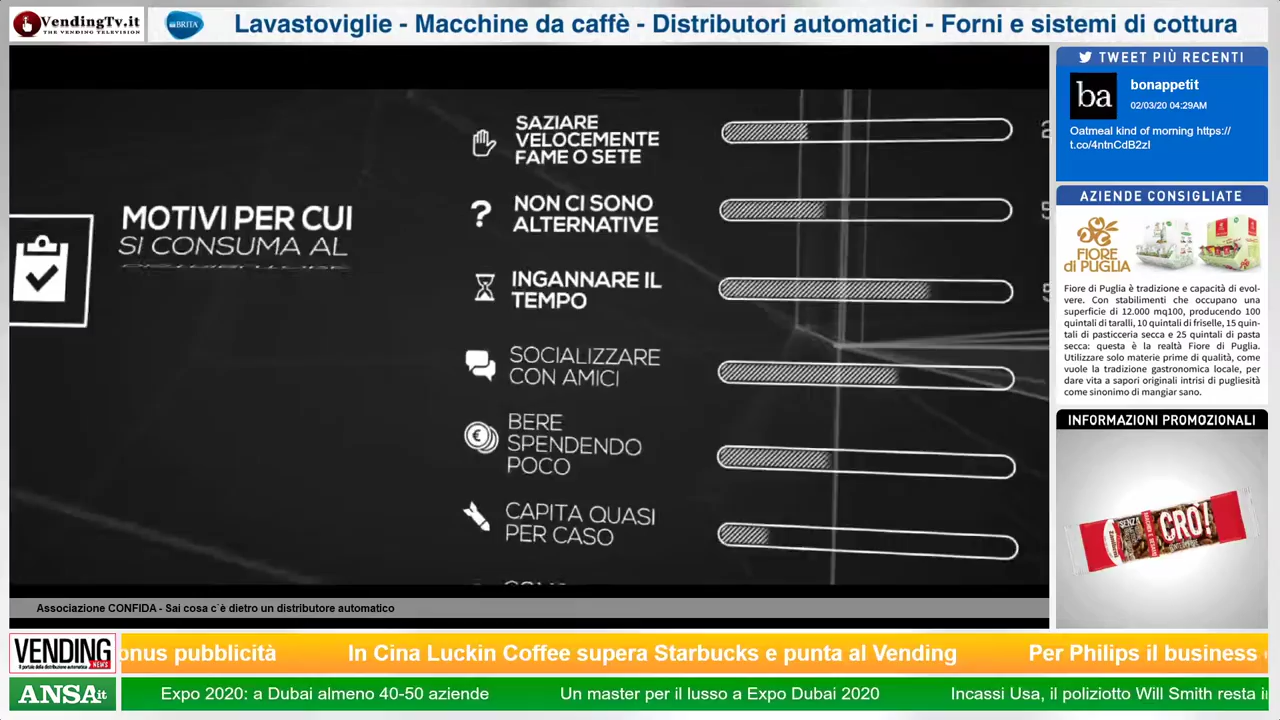 VendingTv.it
THE VENDING TELEVISION
BRITA
Lavastoviglie - Macchine da caffè - Distributori automatici - Forni e sistemi di cottura
MOTIVI PER CUI
SI CONSUMA AL
SAZIARE
VELOCEMENTE
FAME O SETE
NON CI SONO
ALTERNATIVE
INGANNARE IL
TEMPO
SOCIALIZZARE
CON AMICI
BERE
SPENDENDO
POCO
CAPITA QUASI
PER CASO
Associazione CONFIDA - Sai cosa c`è dietro un distributore automatico
TWEET PIÙ RECENTI
ba
bonappetit
02/03/20 04:29AM
Oatmeal kind of morning https://
t.co/4ntnCdB2zI
AZIENDE CONSIGLIATE
FIORE
di PUGLIA
Fiore di Puglia è tradizione e capacità di evol-
vere. Con stabilimenti che occupano una
superficie di 12.000 mq100, producendo 100
quintali di taralli, 10 quintali di friselle, 15 quin-
tali di pasticceria secca e 25 quintali di pasta
secca: questa è la realtà Fiore di Puglia.
Utilizzare solo materie prime di qualità, come
vuole la tradizione gastronomica locale, per
dare vita a sapori originali intrisi di pugliesità
come sinonimo di mangiar sano.
INFORMAZIONI PROMOZIONALI
SENZA
CRO!
VENDING
NEWS
Il portale della distribuzione automatica
onus pubblicità In Cina Luckin Coffee supera Starbucks e punta al Vending Per Philips il business
ANSA.it
Expo 2020: a Dubai almeno 40-50 aziende Un master per il lusso a Expo Dubai 2020 Incassi Usa, il poliziotto Will Smith resta